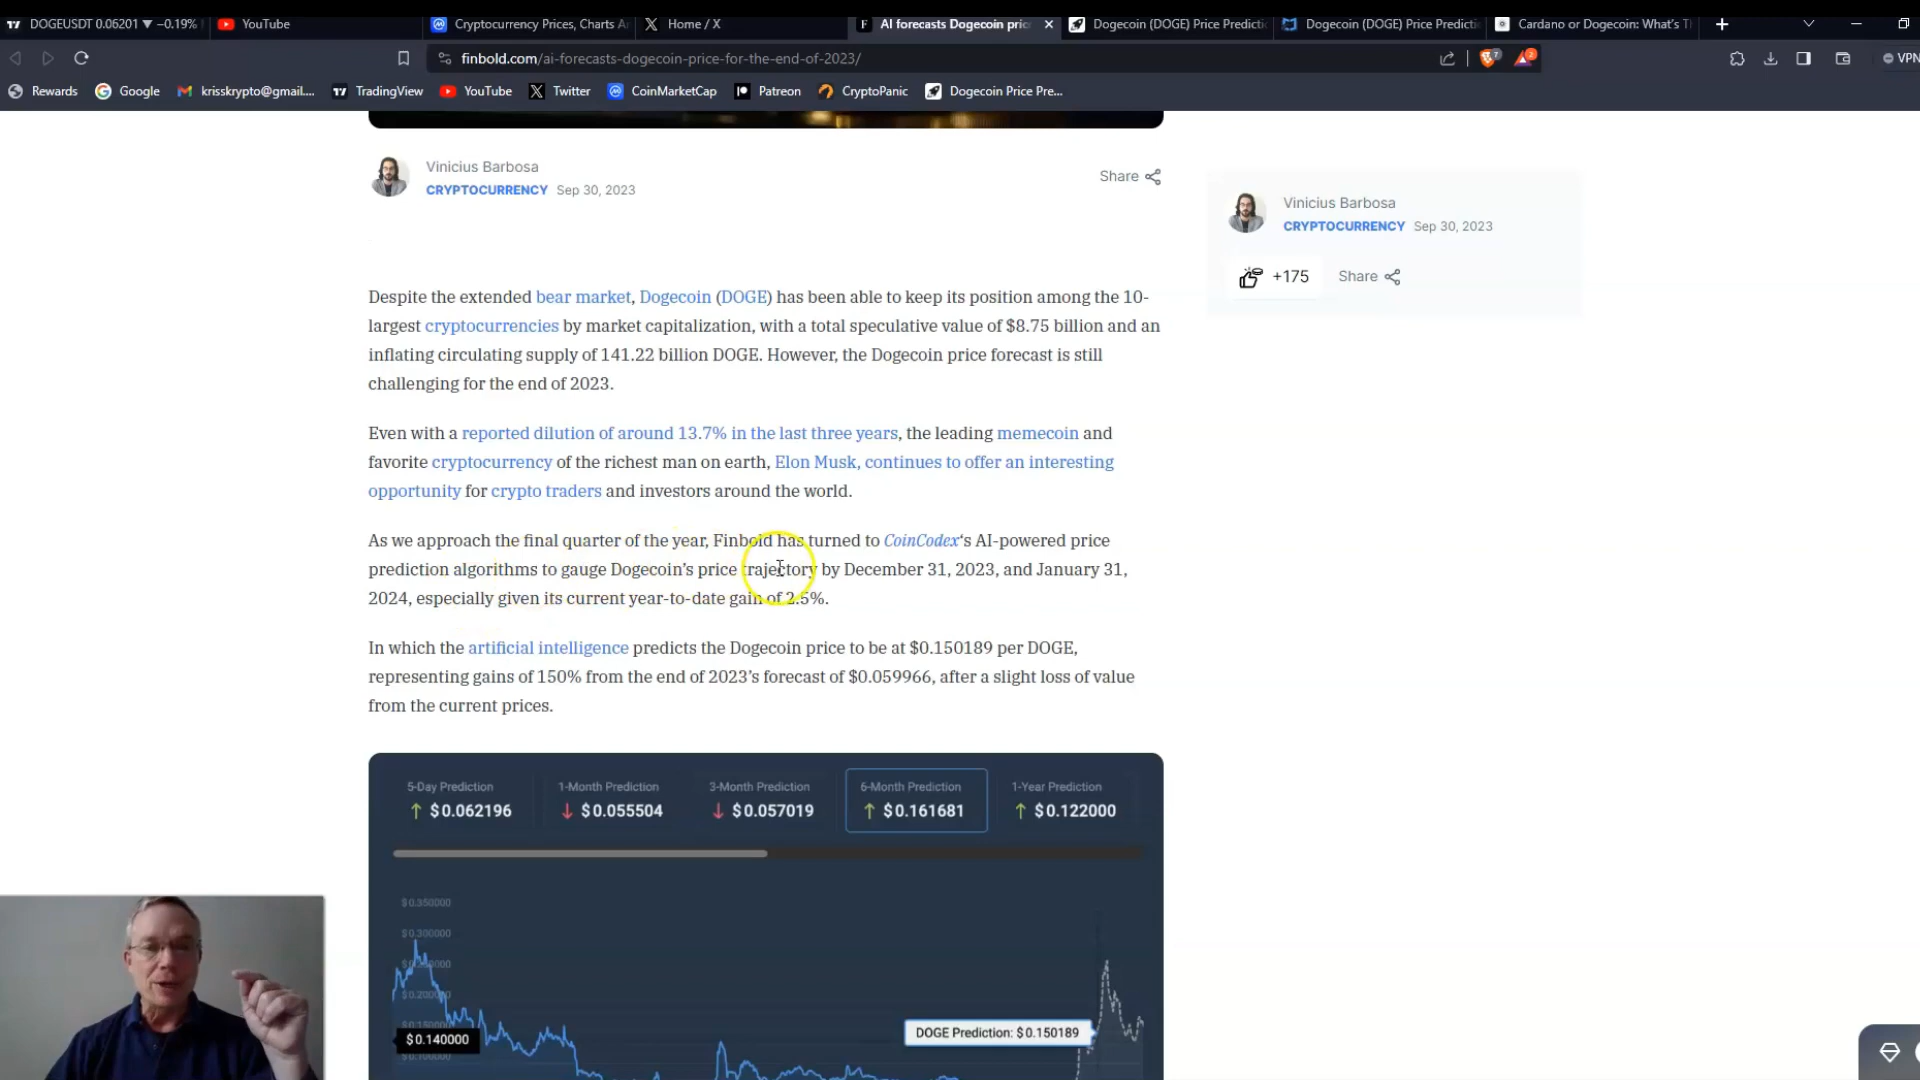 DOGEUSDT 0.06201 ▼ −0.19%
YouTube
Cryptocurrency Prices, Charts A
Home / X
AI forecasts Dogecoin pric
Dogecoin (DOGE) Price Predicti
Dogecoin (DOGE) Price Predicti
Cardano or Dogecoin: What's T
finbold.com/ai-forecasts-dogecoin-price-for-the-end-of-2023/
7
2
VPN
Rewards
Google
krisskrypto@gmail....
TradingView
YouTube
Twitter
CoinMarketCap
Patreon
CryptoPanic
Dogecoin Price Pre...
Vinicius Barbosa
CRYPTOCURRENCY Sep 30, 2023
Share
Vinicius Barbosa
CRYPTOCURRENCY Sep 30, 2023
+175 Share
Despite the extended bear market, Dogecoin (DOGE) has been able to keep its position among the 10-
largest cryptocurrencies by market capitalization, with a total speculative value of $8.75 billion and an
inflating circulating supply of 141.22 billion DOGE. However, the Dogecoin price forecast is still
challenging for the end of 2023.
Even with a reported dilution of around 13.7% in the last three years, the leading memecoin and
favorite cryptocurrency of the richest man on earth, Elon Musk, continues to offer an interesting
opportunity for crypto traders and investors around the world.
As we approach the final quarter of the year, Finbold has turned to CoinCodex‘s AI-powered price
prediction algorithms to gauge Dogecoin’s price trajectory by December 31, 2023, and January 31,
2024, especially given its current year-to-date gain of 2.5%.
In which the artificial intelligence predicts the Dogecoin price to be at $0.150189 per DOGE,
representing gains of 150% from the end of 2023’s forecast of $0.059966, after a slight loss of value
from the current prices.
5-Day Prediction
↑ $0.062196
1-Month Prediction
↓ $0.055504
3-Month Prediction
↓ $0.057019
6-Month Prediction
↑ $0.161681
1-Year Prediction
↑ $0.122000
$0.350000
$0.300000
$0.250000
$0.200000
$0.150000
$0.140000
$0.100000
DOGE Prediction: $0.150189